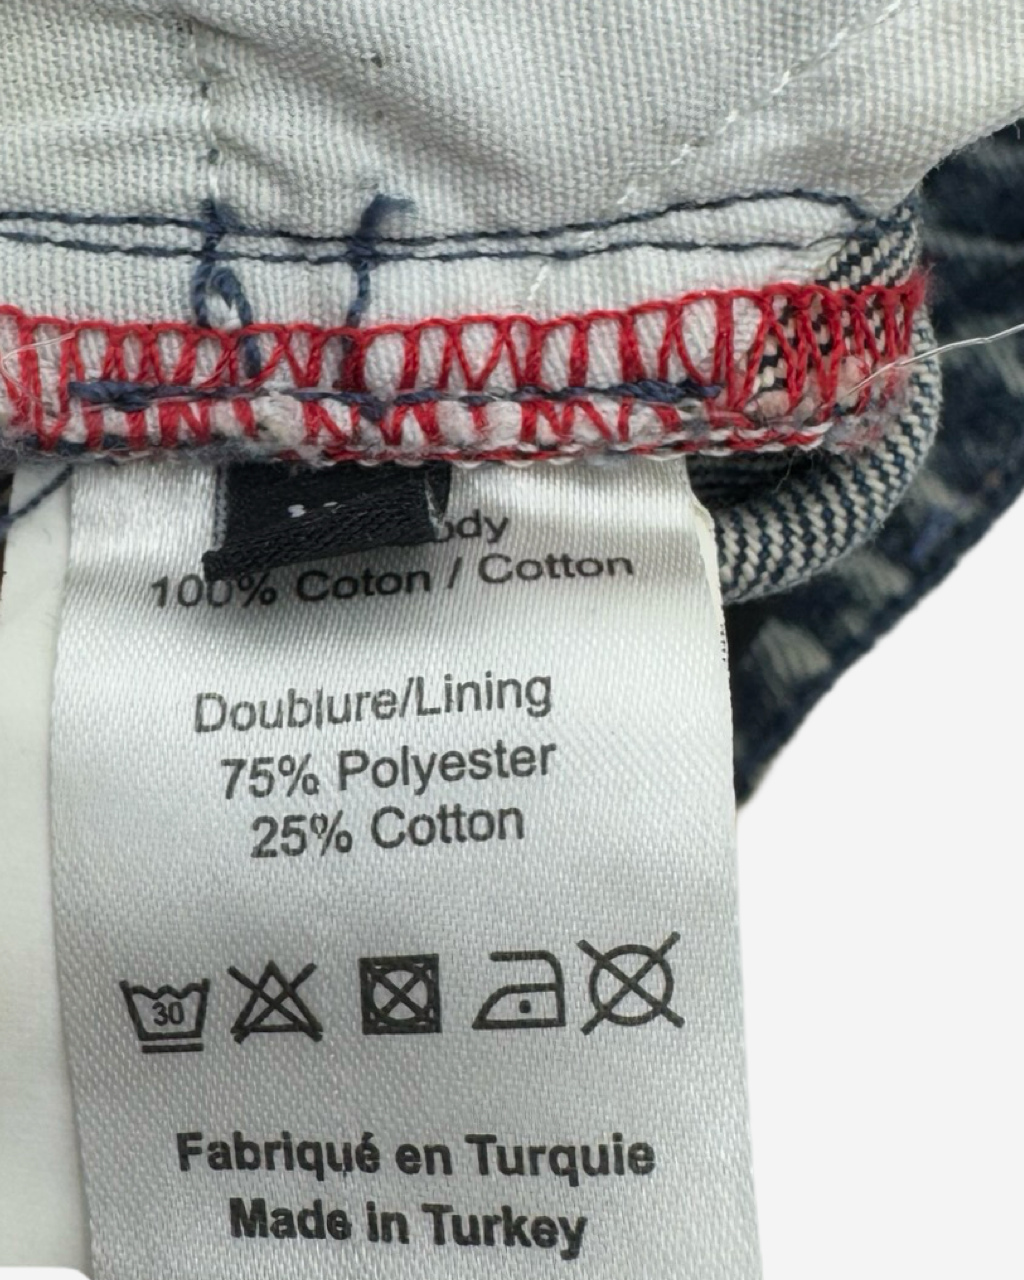 100% Coton / Cotton
Doublure/Lining
75% Polyester
25% Cotton
30
Fabriqué en Turquie
Made in Turkey